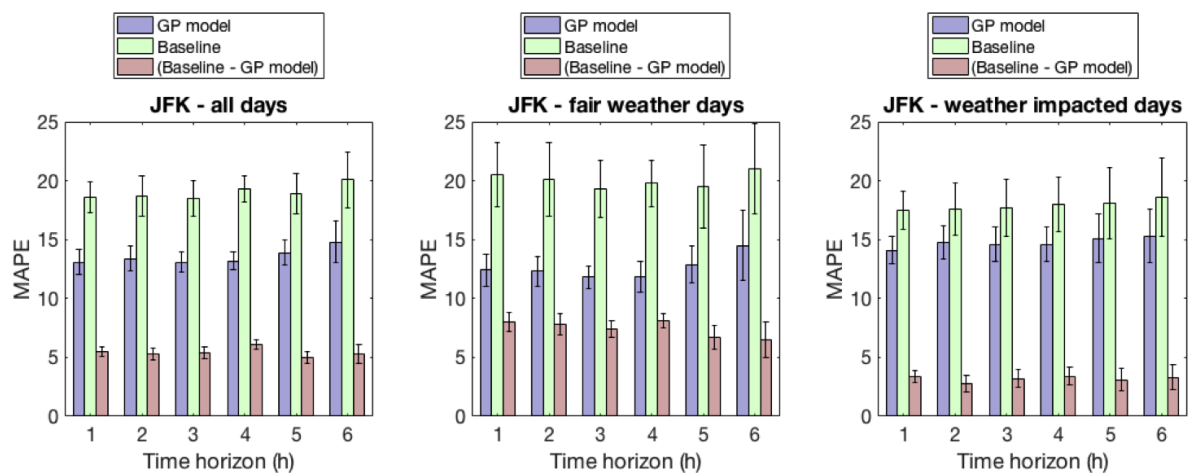 GP model
Baseline
(Baseline - GP model)
JFK - all days
25
20
15
10
5
0
MAPE
1 2 3 4 5 6
Time horizon (h)
GP model
Baseline
(Baseline - GP model)
JFK - fair weather days
25
20
15
10
5
0
MAPE
1 2 3 4 5 6
Time horizon (h)
GP model
Baseline
(Baseline - GP model)
JFK - weather impacted days
25
20
15
10
5
0
MAPE
1 2 3 4 5 6
Time horizon (h)